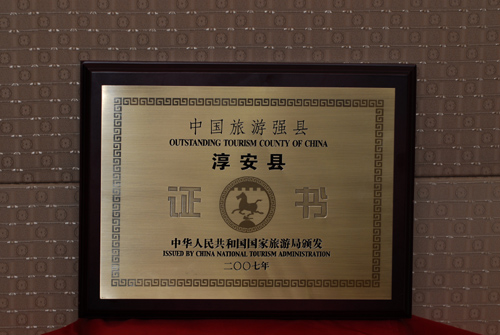 中国旅游强县
OUTSTANDING TOURISM COUNTY OF CHINA
淳安县
证 书
中华人民共和国国家旅游局颁发
ISSUED BY CHINA NATIONAL TOURISM ADMINISTRATION
二〇〇七年